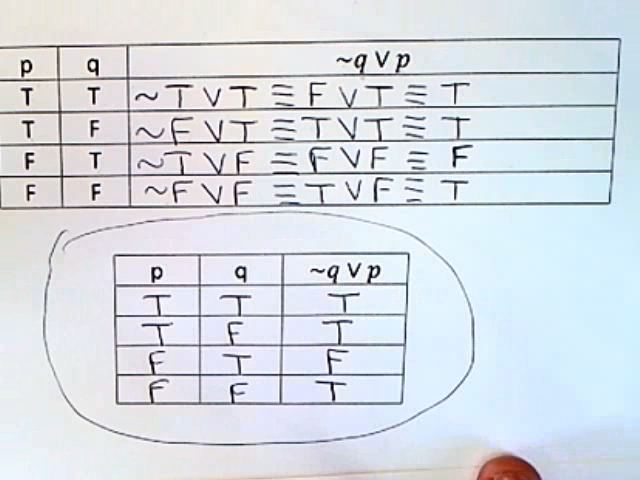 p q ~q ∨ p
T T ~T ∨ T ≡ F ∨ T ≡ T
T F ~F ∨ T ≡ T ∨ T ≡ T
F T ~T ∨ F ≡ F ∨ F ≡ F
F F ~F ∨ F ≡ T ∨ F ≡ T
p q ~q ∨ p
T T T
T F T
F T F
F F T